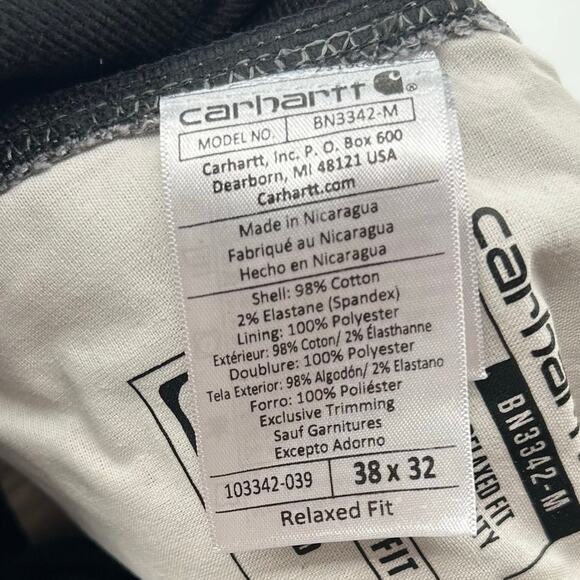 carhartt ®
MODEL NO. BN3342-M
Carhartt, Inc. P. O. Box 600
Dearborn, MI 48121 USA
Carhartt.com
Made in Nicaragua
Fabriqué au Nicaragua
Hecho en Nicaragua
Shell: 98% Cotton
2% Elastane (Spandex)
Lining: 100% Polyester
Extérieur: 98% Coton/ 2% Élasthanne
Doublure: 100% Polyester
Tela Exterior: 98% Algodón/ 2% Elastano
Forro: 100% Poliéster
Exclusive Trimming
Sauf Garnitures
Excepto Adorno
103342-039 38 x 32
Relaxed Fit
BN3342-M
FIT
FIT